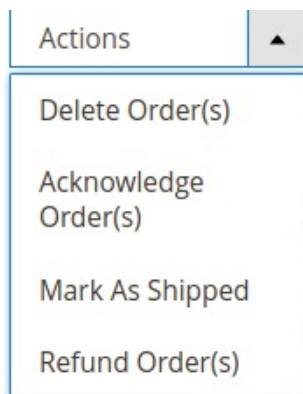 Actions
Delete Order(s)
Acknowledge
Order(s)
Mark As Shipped
Refund Order(s)